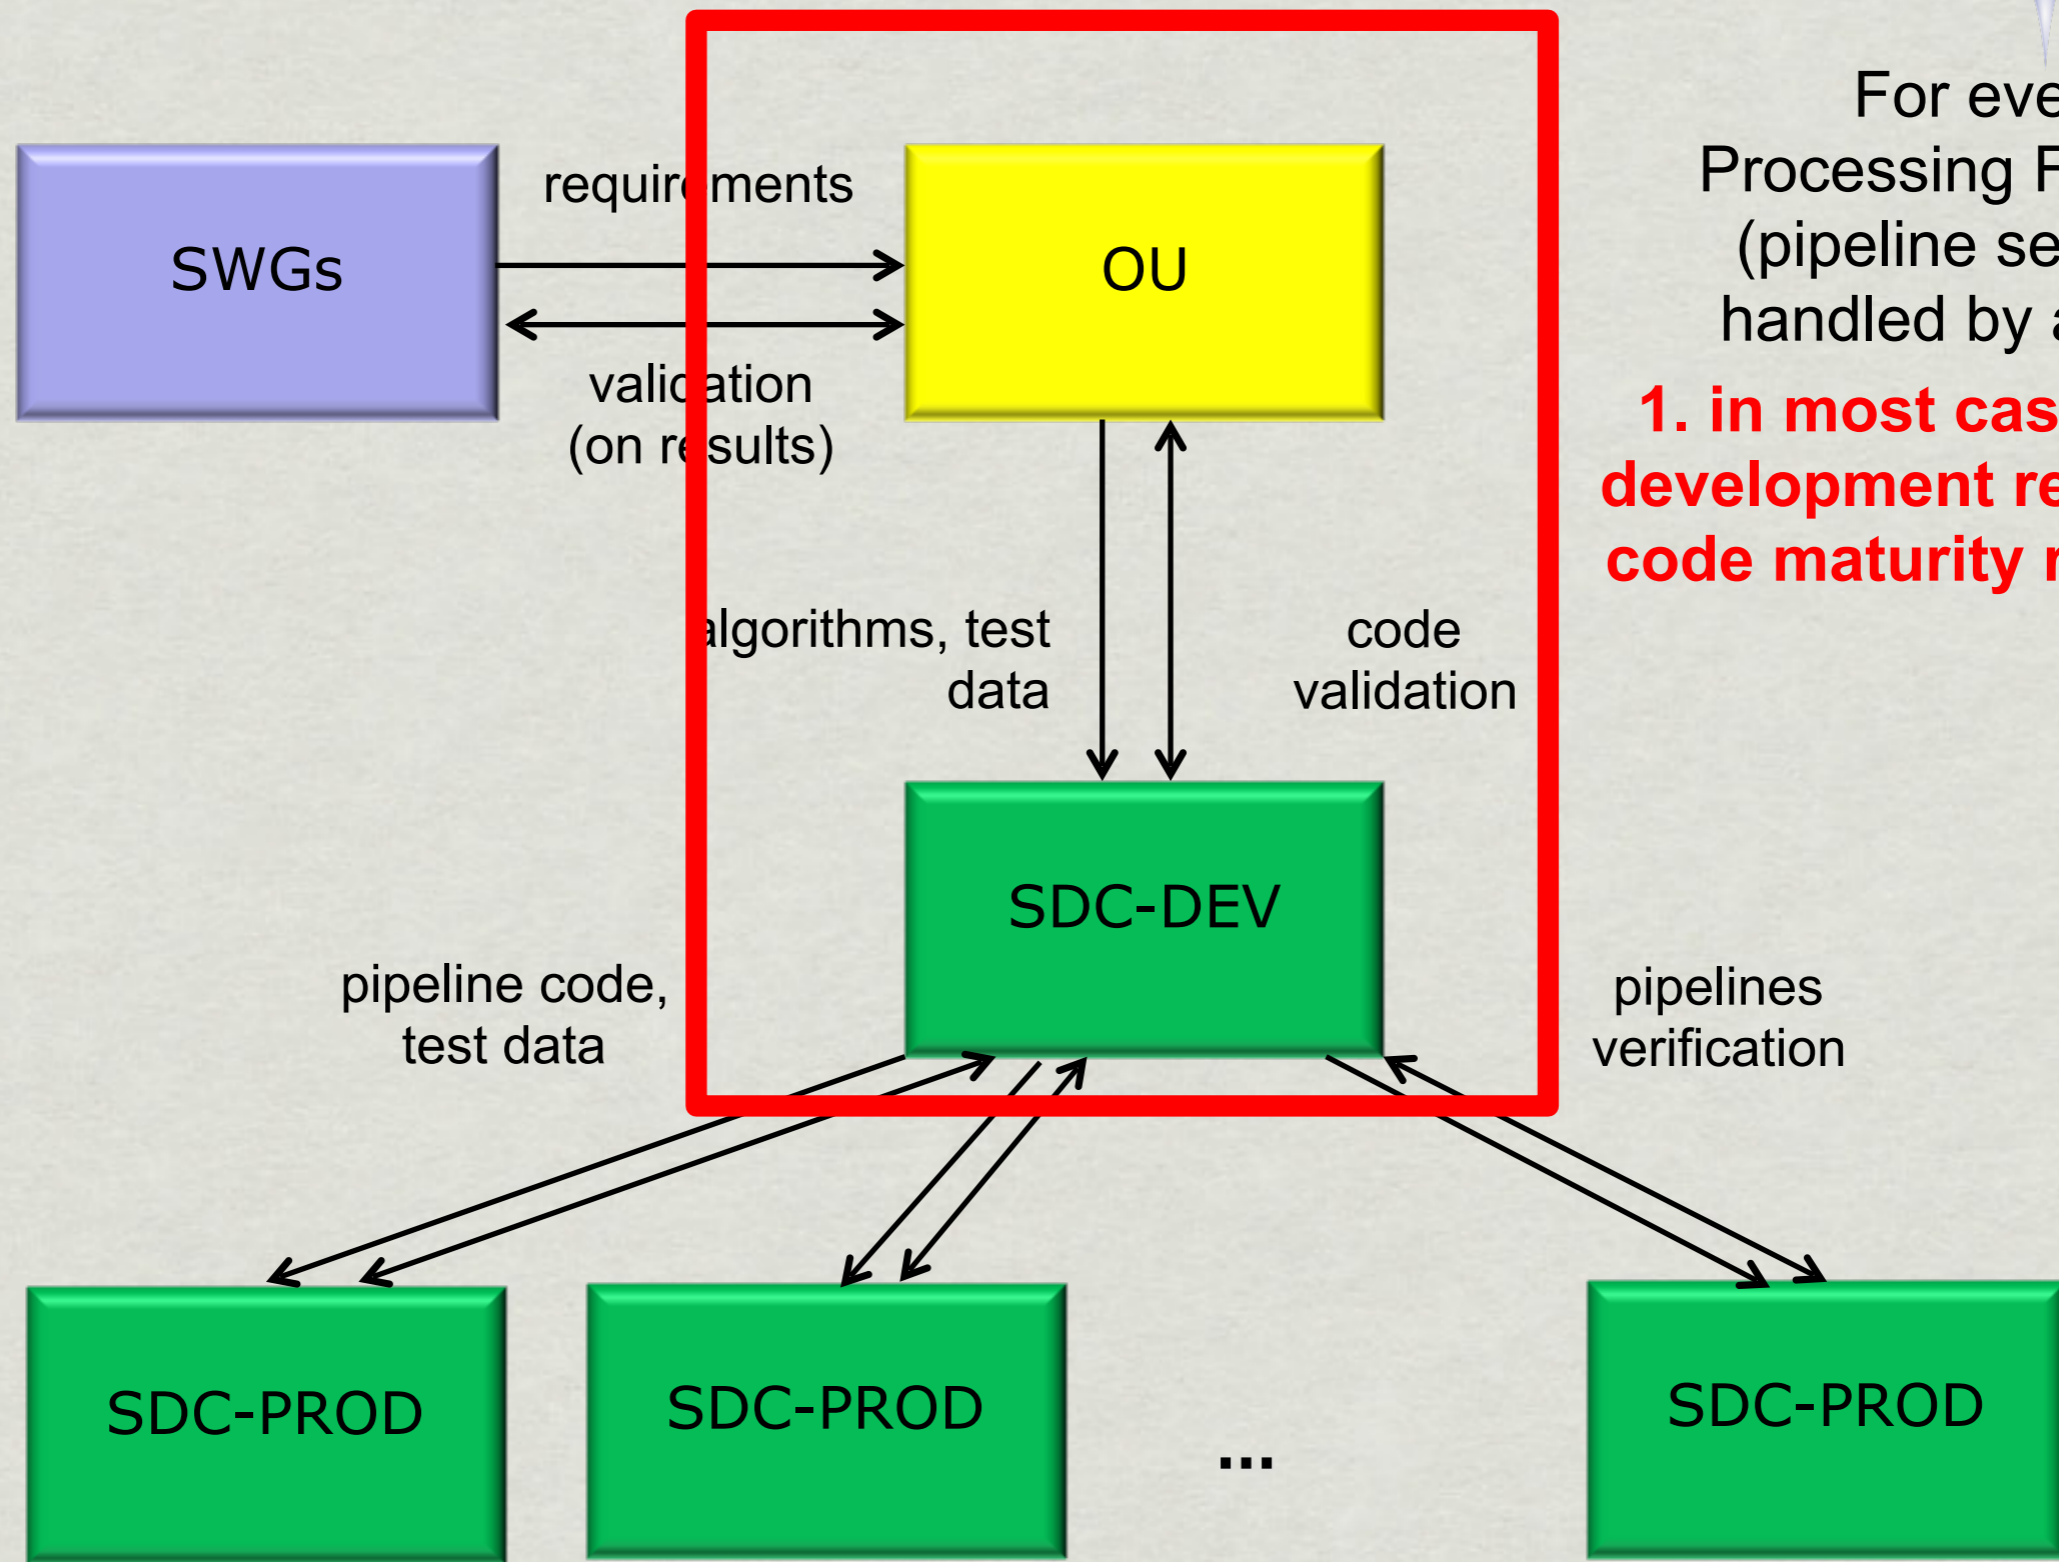 SWGs
requirements
validation
(on results)
OU
algorithms, test
data
code
validation
SDC-DEV
pipeline code,
test data
pipelines
verification
SDC-PROD
SDC-PROD
...
SDC-PROD
For eve
Processing F
(pipeline se
handled by a
1. in most cas
development re
code maturity r